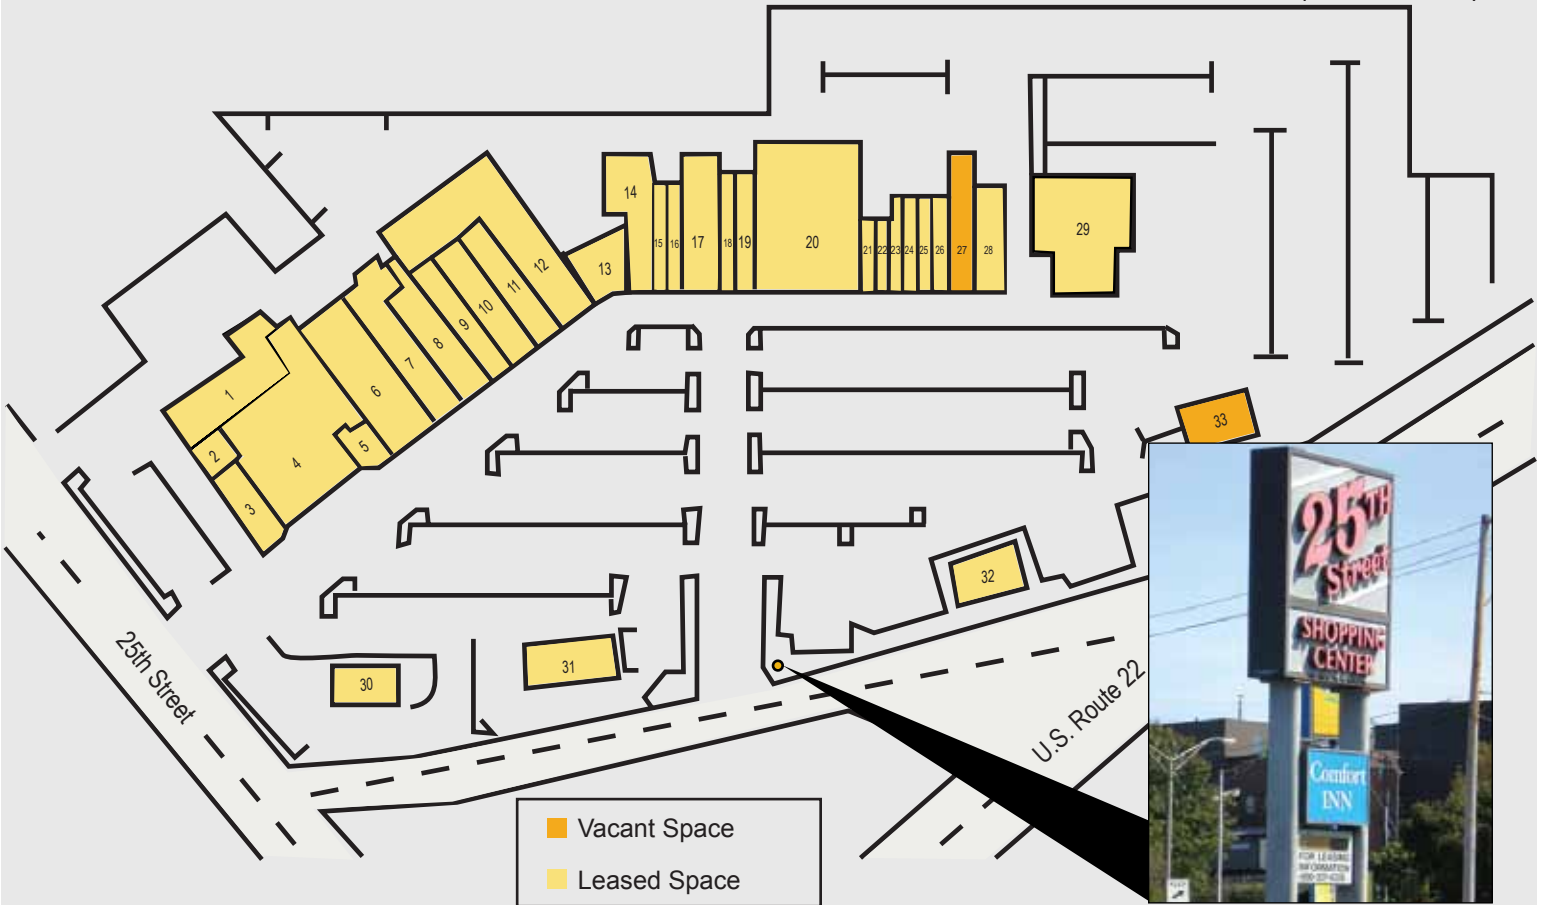 1
2
3
4
5
6
7
8
9
10
11
12
13
14
15
16
17
18
19
20
21
22
23
24
25
26
27
28
29
30
31
32
33
25th Street
U.S. Route 22
Vacant Space
Leased Space
25TH
Street
SHOPPING
CENTER
Comfort
INN
FOR LEASING
INFORMATION